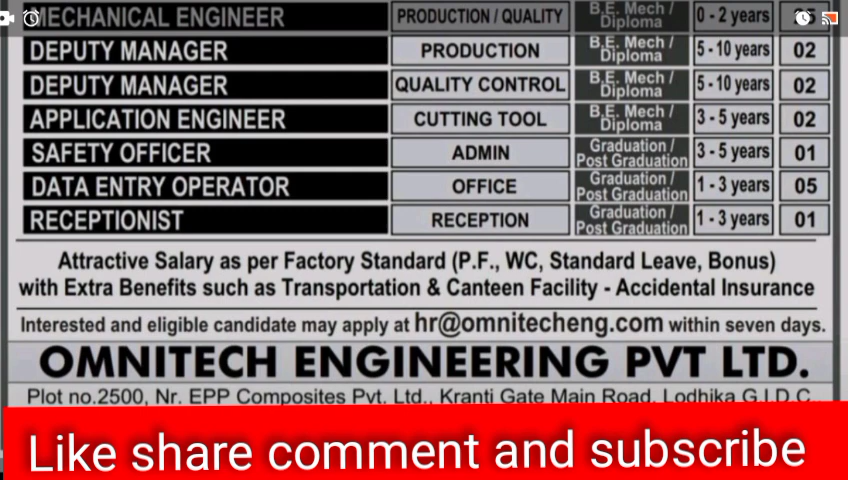 MECHANICAL ENGINEER PRODUCTION / QUALITY B.E. Mech / Diploma 0 - 2 years
DEPUTY MANAGER PRODUCTION B.E. Mech / Diploma 5 - 10 years 02
DEPUTY MANAGER QUALITY CONTROL B.E. Mech / Diploma 5 - 10 years 02
APPLICATION ENGINEER CUTTING TOOL B.E. Mech / Diploma 3 - 5 years 02
SAFETY OFFICER ADMIN Graduation / Post Graduation 3 - 5 years 01
DATA ENTRY OPERATOR OFFICE Graduation / Post Graduation 1 - 3 years 05
RECEPTIONIST RECEPTION Graduation / Post Graduation 1 - 3 years 01
Attractive Salary as per Factory Standard (P.F., WC, Standard Leave, Bonus)
with Extra Benefits such as Transportation & Canteen Facility - Accidental Insurance
Interested and eligible candidate may apply at hr@omnitecheng.com within seven days.
OMNITECH ENGINEERING PVT LTD.
Plot no.2500, Nr. EPP Composites Pvt. Ltd., Kranti Gate Main Road, Lodhika G.I.D.C.,
Like share comment and subscribe